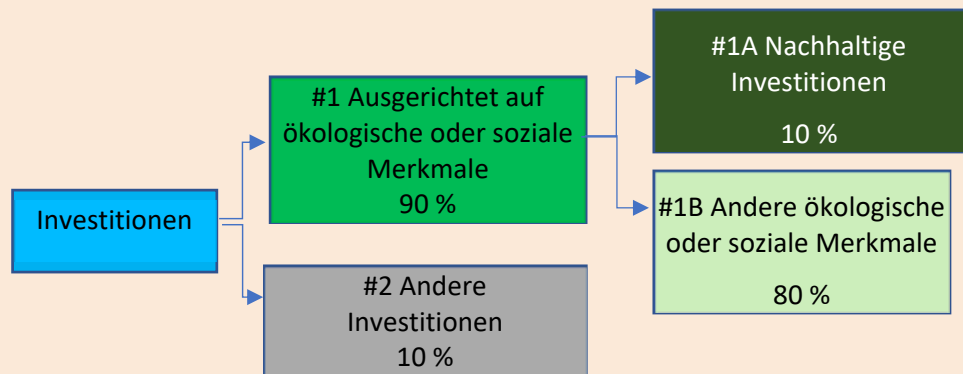 Investitionen
#1 Ausgerichtet auf
ökologische oder soziale
Merkmale
90 %
#2 Andere
Investitionen
10 %
#1A Nachhaltige
Investitionen
10 %
#1B Andere ökologische
oder soziale Merkmale
80 %